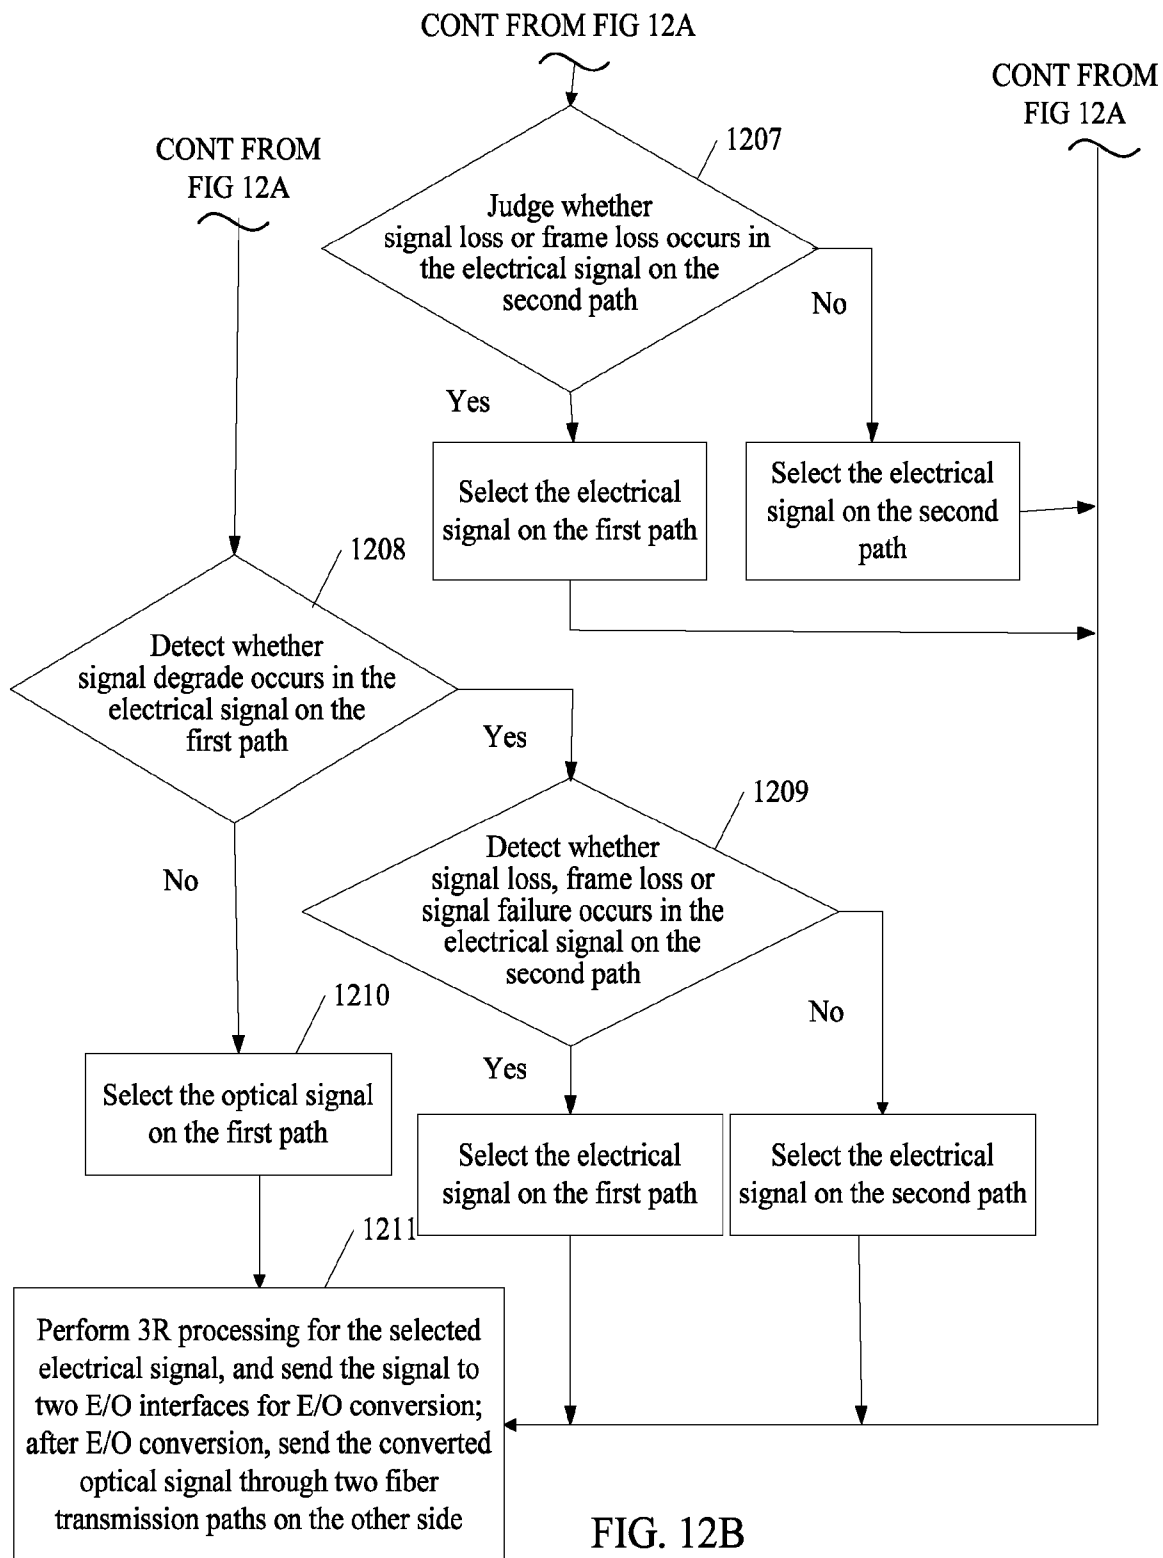 CONT FROM FIG 12A
CONT FROM
FIG 12A
CONT FROM
FIG 12A
1207
Judge whether
signal loss or frame loss occurs in
the electrical signal on the
second path
No
Yes
Select the electrical
signal on the first path
Select the electrical
signal on the second
path
1208
Detect whether
signal degrade occurs in the
electrical signal on the
first path
Yes
No
1209
Detect whether
signal loss, frame loss or
signal failure occurs in the
electrical signal on the
second path
No
Yes
1210
Select the optical signal
on the first path
Select the electrical
signal on the first path
Select the electrical
signal on the second path
1211
Perform 3R processing for the selected
electrical signal, and send the signal to
two E/O interfaces for E/O conversion;
after E/O conversion, send the converted
optical signal through two fiber
transmission paths on the other side
FIG. 12B